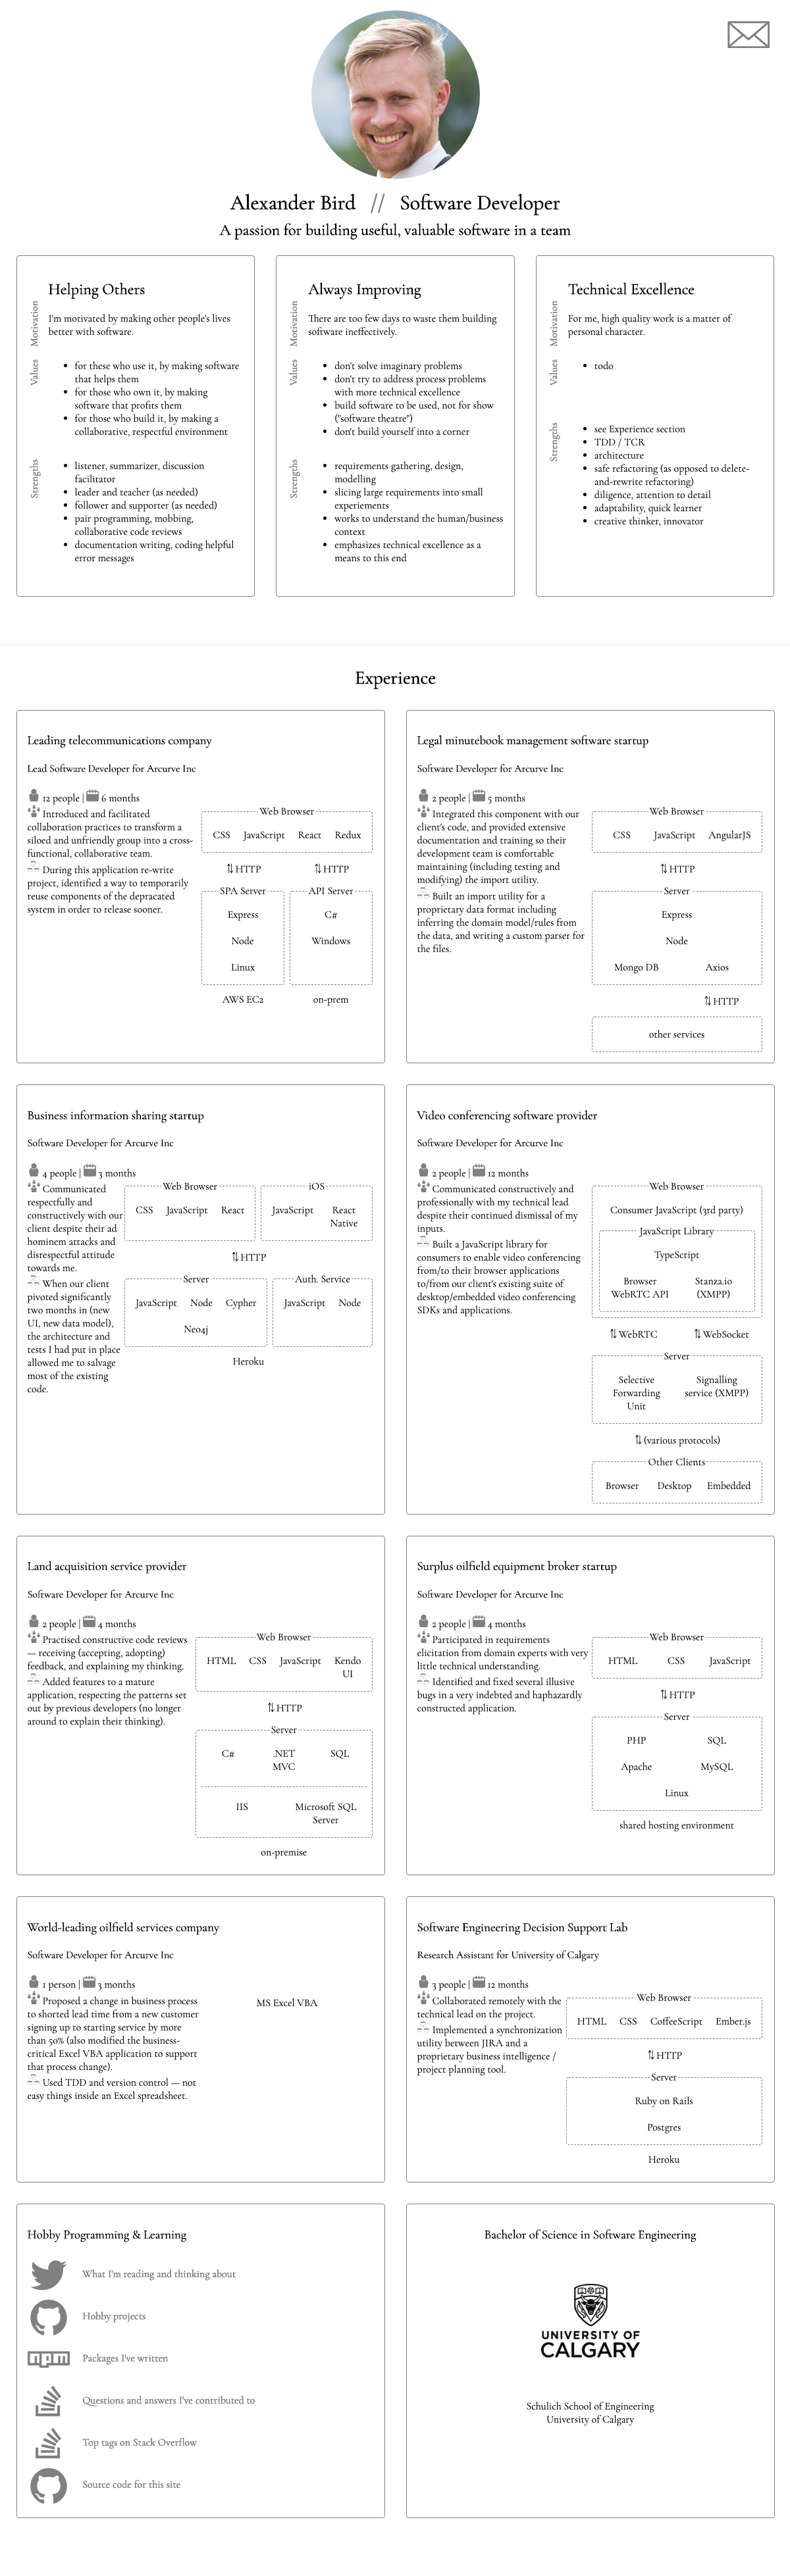 Alexander Bird // Software Developer
A passion for building useful, valuable software in a team
Helping Others
Motivation
I'm motivated by making other people's lives
better with software.
Values
for those who use it, by making software
that helps them
for those who own it, by making
software that profits them
for those who build it, by making a
collaborative, respectful environment
Strengths
listener, summarizer, discussion
facilitator
leader and teacher (as needed)
follower and supporter (as needed)
pair programming, mobbing,
collaborative code reviews
documentation writing, coding helpful
error messages
Always Improving
Motivation
There are too few days to waste them building
software ineffectively.
Values
don't solve imaginary problems
don't try to address process problems
with more technical excellence
build software to be used, not for show
("software theatre")
don't build yourself into a corner
Strengths
requirements gathering, design,
modelling
slicing large requirements into small
experiements
works to understand the human/business
context
emphasizes technical excellence as a
means to this end
Technical Excellence
Motivation
For me, high quality work is a matter of
personal character.
Values
todo
Strengths
see Experience section
TDD / TCR
architecture
safe refactoring (as opposed to delete-
and-rewrite refactoring)
diligence, attention to detail
adaptability, quick learner
creative thinker, innovator
Experience
Leading telecommunications company
Lead Software Developer for Arcurve Inc
12 people | 6 months
Introduced and facilitated
collaboration practices to transform a
siloed and unfriendly group into a cross-
functional, collaborative team.
During this application re-write
project, identified a way to temporarily
reuse components of the depracated
system in order to release sooner.
Web Browser
CSS JavaScript React Redux
⇅ HTTP ⇅ HTTP
SPA Server API Server
Express C#
Node Windows
Linux
AWS EC2 on-prem
Legal minutebook management software startup
Software Developer for Arcurve Inc
2 people | 5 months
Integrated this component with our
client's code, and provided extensive
documentation and training so their
development team is comfortable
maintaining (including testing and
modifying) the import utility.
Built an import utility for a
proprietary data format including
inferring the domain model/rules from
the data, and writing a custom parser for
the files.
Web Browser
CSS JavaScript AngularJS
⇅ HTTP
Server
Express
Node
Mongo DB Axios
⇅ HTTP
other services
Business information sharing startup
Software Developer for Arcurve Inc
4 people | 3 months
Communicated
respectfully and
constructively with our
client despite their ad
hominem attacks and
disrespectful attitude
towards me.
When our client
pivoted significantly
two months in (new
UI, new data model),
the architecture and
tests I had put in place
allowed me to salvage
most of the existing
code.
Web Browser iOS
CSS JavaScript React JavaScript React
Native
⇅ HTTP
Server Auth. Service
JavaScript Node Cypher JavaScript Node
Neo4j
Heroku
Video conferencing software provider
Software Developer for Arcurve Inc
2 people | 12 months
Communicated constructively and
professionally with my technical lead
despite their continued dismissal of my
inputs.
Built a JavaScript library for
consumers to enable video conferencing
from/to their browser applications
to/from our client's existing suite of
desktop/embedded video conferencing
SDKs and applications.
Web Browser
Consumer JavaScript (3rd party)
JavaScript Library
TypeScript
Browser Stanza.io
WebRTC API (XMPP)
⇅ WebRTC ⇅ WebSocket
Server
Selective Signalling
Forwarding service (XMPP)
Unit
⇅ (various protocols)
Other Clients
Browser Desktop Embedded
Land acquisition service provider
Software Developer for Arcurve Inc
2 people | 4 months
Practised constructive code reviews
— receiving (accepting, adopting)
feedback, and explaining my thinking.
Added features to a mature
application, respecting the patterns set
out by previous developers (no longer
around to explain their thinking).
Web Browser
HTML CSS JavaScript Kendo
UI
⇅ HTTP
Server
C# .NET SQL
MVC
IIS Microsoft SQL
Server
on-premise
Surplus oilfield equipment broker startup
Software Developer for Arcurve Inc
2 people | 4 months
Participated in requirements
elicitation from domain experts with very
little technical understanding.
Identified and fixed several illusive
bugs in a very indebted and haphazardly
constructed application.
Web Browser
HTML CSS JavaScript
⇅ HTTP
Server
PHP SQL
Apache MySQL
Linux
shared hosting environment
World-leading oilfield services company
Software Developer for Arcurve Inc
1 person | 3 months
Proposed a change in business process
to shorted lead time from a new customer
signing up to starting service by more
than 50% (also modified the business-
critical Excel VBA application to support
that process change).
Used TDD and version control — not
easy things inside an Excel spreadsheet.
MS Excel VBA
Software Engineering Decision Support Lab
Research Assistant for University of Calgary
3 people | 12 months
Collaborated remotely with the
technical lead on the project.
Implemented a synchronization
utility between JIRA and a
proprietary business intelligence /
project planning tool.
Web Browser
HTML CSS CoffeeScript Ember.js
⇅ HTTP
Server
Ruby on Rails
Postgres
Heroku
Hobby Programming & Learning
What I'm reading and thinking about
Hobby projects
npm
Packages I've written
Questions and answers I've contributed to
Top tags on Stack Overflow
Source code for this site
Bachelor of Science in Software Engineering
UNIVERSITY OF
CALGARY
Schulich School of Engineering
University of Calgary